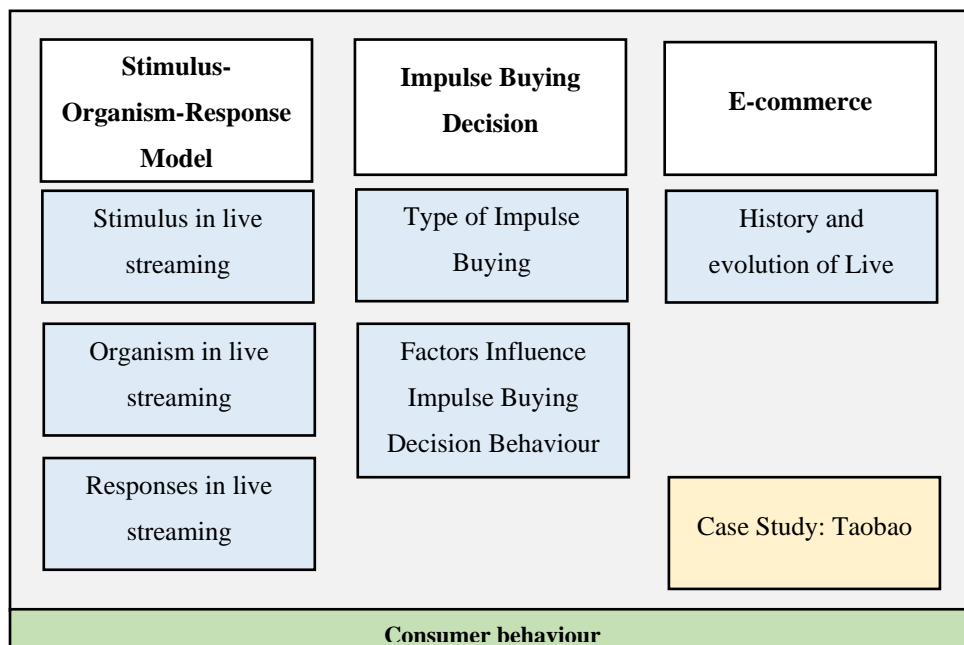 Stimulus-
Organism-Response
Model
Impulse Buying
Decision
E-commerce
Stimulus in live
streaming
Type of Impulse
Buying
History and
evolution of Live
Organism in live
streaming
Factors Influence
Impulse Buying
Decision Behaviour
Responses in live
streaming
Case Study: Taobao
Consumer behaviour